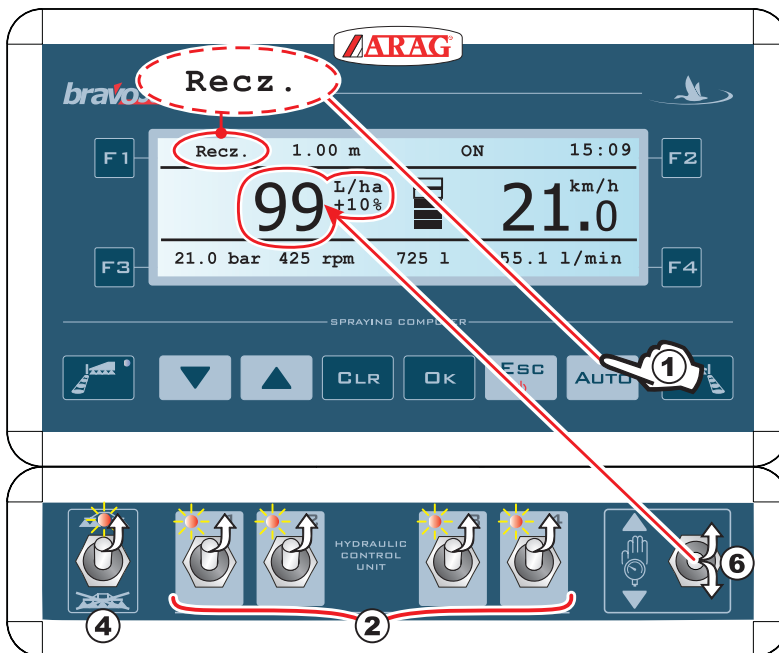 ARAG
bravo
Recz.
F1
Recz. 1.00 m ON 15:09
F2
99 L/ha +10% 21.0 km/h
F3
21.0 bar 425 rpm 725 l 55.1 l/min
F4
SPRAYING COMPUTER
CLR OK ESC AUTO
1
HYDRAULIC
CONTROL
UNIT
6
4
2